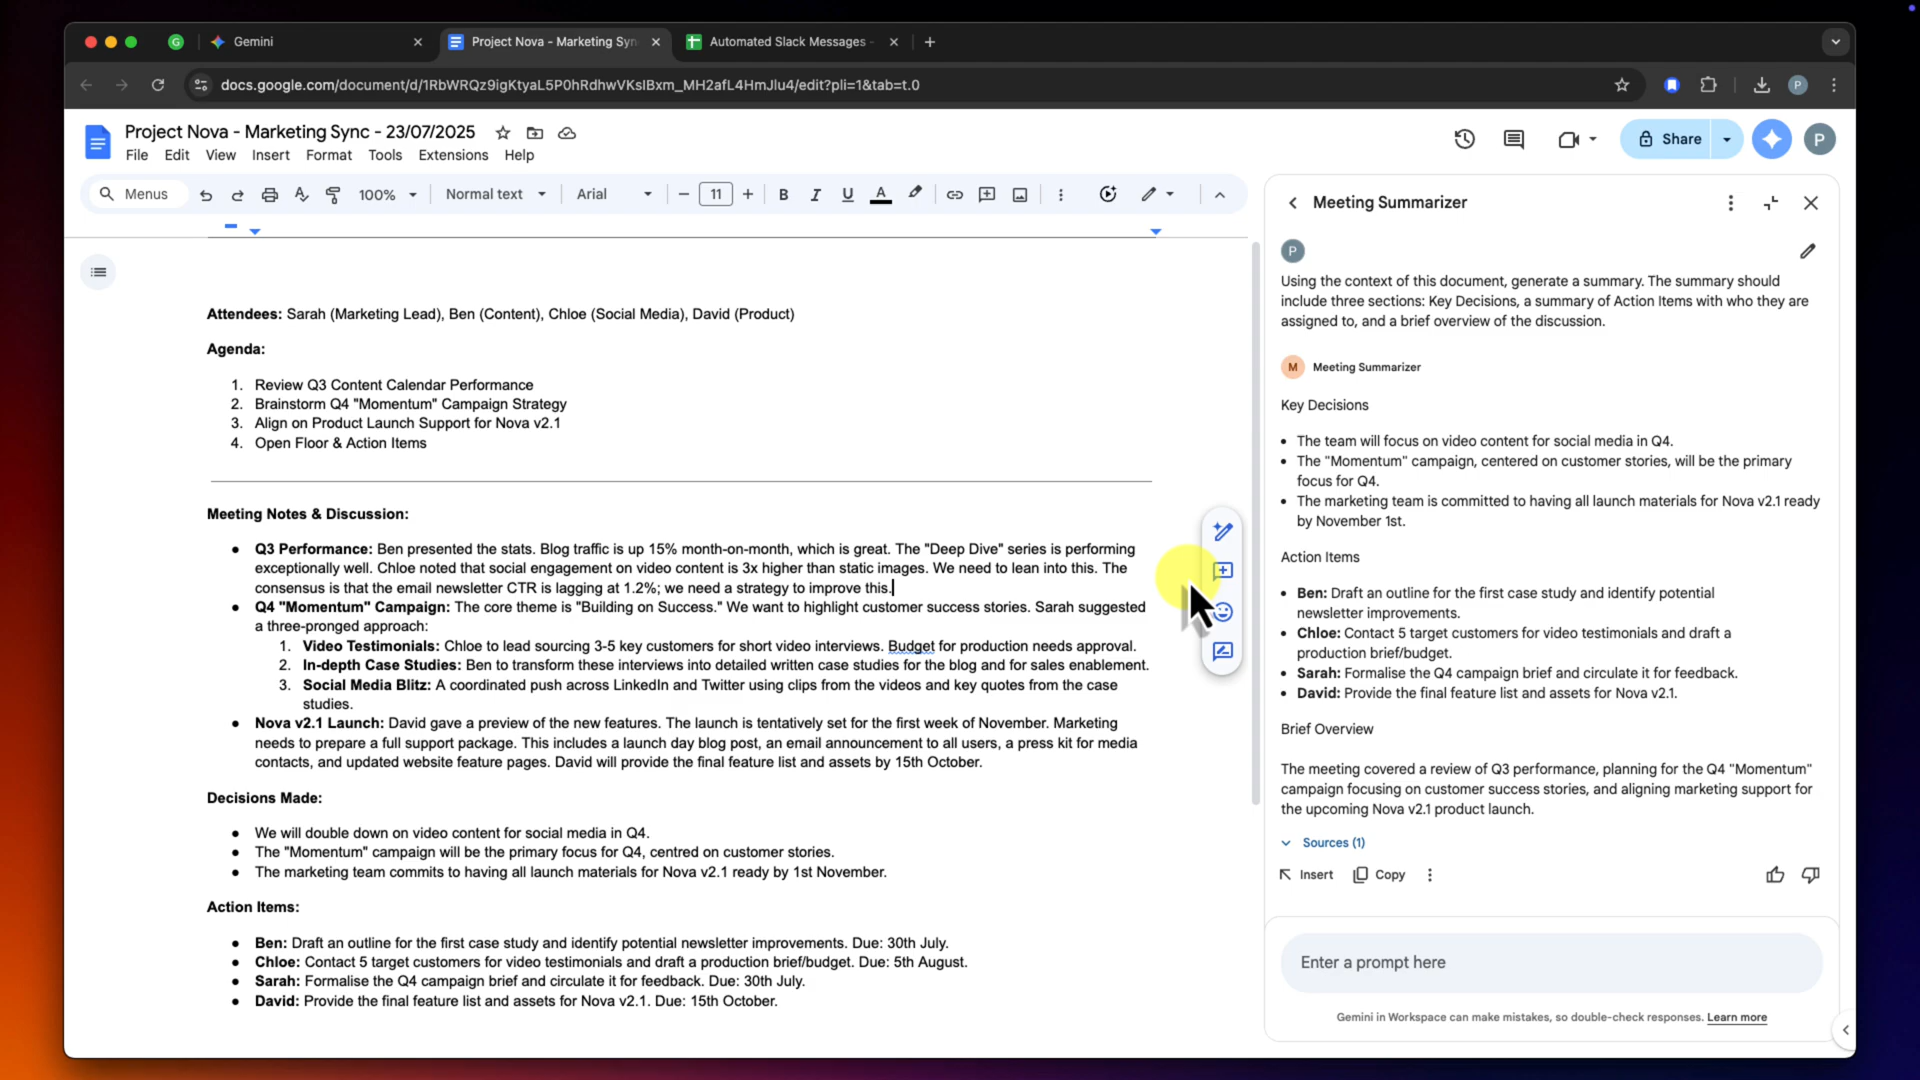 Gemini
Project Nova - Marketing Syn
Automated Slack Messages -
docs.google.com/document/d/1RbWRQz9igKtyaL5P0hRdhwVKsIBxm_MH2afL4HmJlu4/edit?pli=1&tab=t.0
P
Project Nova - Marketing Sync - 23/07/2025
File Edit View Insert Format Tools Extensions Help
Share
P
Menus
100%
Normal text
Arial
11
B I U A
Attendees: Sarah (Marketing Lead), Ben (Content), Chloe (Social Media), David (Product)
Agenda:
1. Review Q3 Content Calendar Performance
2. Brainstorm Q4 "Momentum" Campaign Strategy
3. Align on Product Launch Support for Nova v2.1
4. Open Floor & Action Items
Meeting Notes & Discussion:
● Q3 Performance: Ben presented the stats. Blog traffic is up 15% month-on-month, which is great. The "Deep Dive" series is performing
exceptionally well. Chloe noted that social engagement on video content is 3x higher than static images. We need to lean into this. The
consensus is that the email newsletter CTR is lagging at 1.2%; we need a strategy to improve this.
● Q4 "Momentum" Campaign: The core theme is "Building on Success." We want to highlight customer success stories. Sarah suggested
a three-pronged approach:
1. Video Testimonials: Chloe to lead sourcing 3-5 key customers for short video interviews. Budget for production needs approval.
2. In-depth Case Studies: Ben to transform these interviews into detailed written case studies for the blog and for sales enablement.
3. Social Media Blitz: A coordinated push across LinkedIn and Twitter using clips from the videos and key quotes from the case
studies.
● Nova v2.1 Launch: David gave a preview of the new features. The launch is tentatively set for the first week of November. Marketing
needs to prepare a full support package. This includes a launch day blog post, an email announcement to all users, a press kit for media
contacts, and updated website feature pages. David will provide the final feature list and assets by 15th October.
Decisions Made:
● We will double down on video content for social media in Q4.
● The "Momentum" campaign will be the primary focus for Q4, centred on customer stories.
● The marketing team commits to having all launch materials for Nova v2.1 ready by 1st November.
Action Items:
● Ben: Draft an outline for the first case study and identify potential newsletter improvements. Due: 30th July.
● Chloe: Contact 5 target customers for video testimonials and draft a production brief/budget. Due: 5th August.
● Sarah: Formalise the Q4 campaign brief and circulate it for feedback. Due: 30th July.
● David: Provide the final feature list and assets for Nova v2.1. Due: 15th October.
Meeting Summarizer
P
Using the context of this document, generate a summary. The summary should
include three sections: Key Decisions, a summary of Action Items with who they are
assigned to, and a brief overview of the discussion.
M Meeting Summarizer
Key Decisions
• The team will focus on video content for social media in Q4.
• The "Momentum" campaign, centered on customer stories, will be the primary
focus for Q4.
• The marketing team is committed to having all launch materials for Nova v2.1 ready
by November 1st.
Action Items
• Ben: Draft an outline for the first case study and identify potential
newsletter improvements.
• Chloe: Contact 5 target customers for video testimonials and draft a
production brief/budget.
• Sarah: Formalise the Q4 campaign brief and circulate it for feedback.
• David: Provide the final feature list and assets for Nova v2.1.
Brief Overview
The meeting covered a review of Q3 performance, planning for the Q4 "Momentum"
campaign focusing on customer success stories, and aligning marketing support for
the upcoming Nova v2.1 product launch.
Sources (1)
Insert Copy
Enter a prompt here
Gemini in Workspace can make mistakes, so double-check responses. Learn more